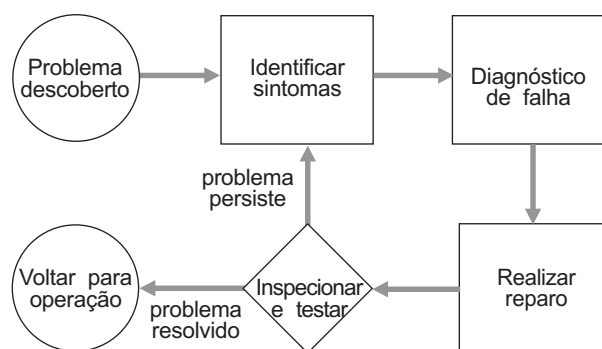 Problema
descoberto
Identificar
sintomas
Diagnóstico
de falha
problema
persiste
Voltar para
operação
problema
resolvido
Inspecionar
e testar
Realizar
reparo